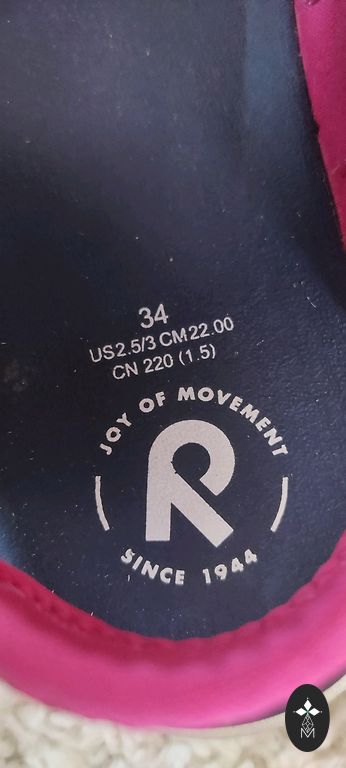 34
US2.5/3 CM22.00
CN 220 (1.5)
JOY OF MOVEMENT
R
SINCE 1944
M